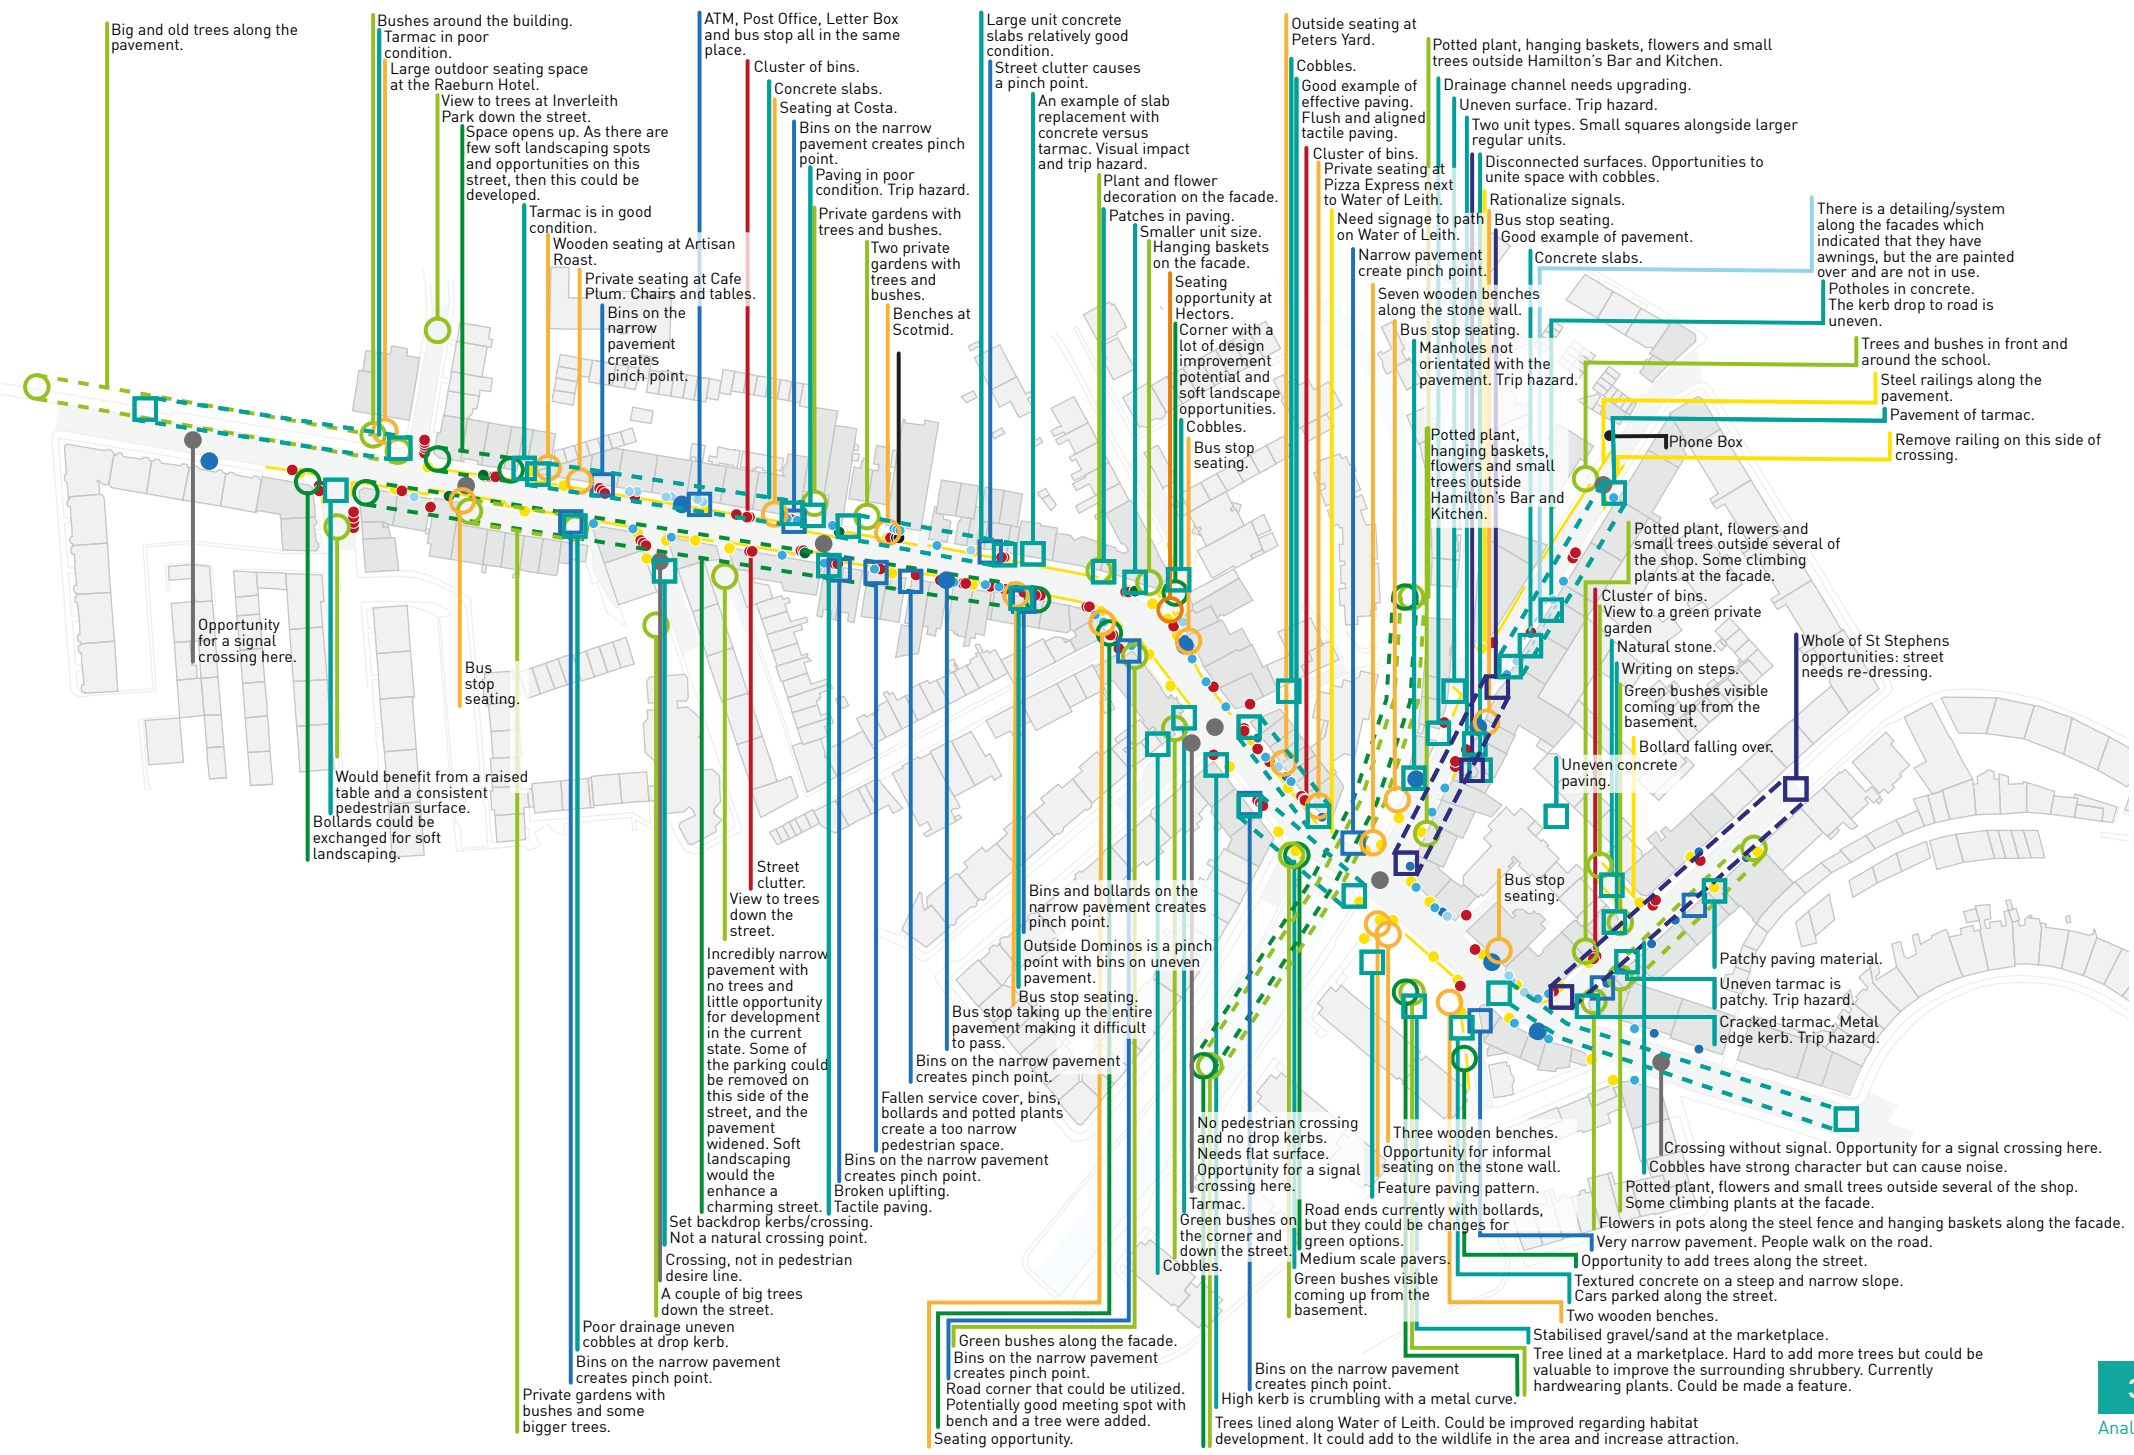 Big and old trees along the
pavement.
Bushes around the building.
Tarmac in poor
condition.
Large outdoor seating space
at the Raeburn Hotel.
View to trees at Inverleith
Park down the street.
Space opens up. As there are
few soft landscaping spots
and opportunities on this
street, then this could be
developed.
Tarmac is in good
condition.
Wooden seating at Artisan
Roast.
Private seating at Cafe
Plum. Chairs and tables.
Bins on the
narrow
pavement
creates
pinch point.
ATM, Post Office, Letter Box
and bus stop all in the same
place.
Cluster of bins.
Concrete slabs.
Seating at Costa.
Bins on the narrow
pavement creates pinch
point.
Paving in poor
condition. Trip hazard.
Private gardens with
trees and bushes.
Two private
gardens with
trees and
bushes.
Benches at
Scotmid.
Large unit concrete
slabs relatively good
condition.
Street clutter causes
a pinch point.
An example of slab
replacement with
concrete versus
tarmac. Visual impact
and trip hazard.
Plant and flower
decoration on the facade.
Patches in paving.
Smaller unit size.
Hanging baskets
on the facade.
Seating
opportunity at
Hectors.
Corner with a
lot of design
improvement
potential and
soft landscape
opportunities.
Cobbles.
Bus stop
seating.
Outside seating at
Peters Yard.
Cobbles.
Good example of
effective paving.
Flush and aligned
tactile paving.
Cluster of bins.
Private seating at
Pizza Express next
to Water of Leith.
Need signage to path
on Water of Leith.
Narrow pavement
create pinch point.
Seven wooden benches
along the stone wall.
Bus stop seating.
Manholes not
orientated with the
pavement. Trip hazard.
Potted plant,
hanging baskets,
flowers and small
trees outside
Hamilton's Bar and
Kitchen.
Potted plant, hanging baskets, flowers and small
trees outside Hamilton's Bar and Kitchen.
Drainage channel needs upgrading.
Uneven surface. Trip hazard.
Two unit types. Small squares alongside larger
regular units.
Disconnected surfaces. Opportunities to
unite space with cobbles.
Rationalize signals.
Bus stop seating.
Good example of pavement.
Concrete slabs.
There is a detailing/system
along the facades which
indicated that they have
awnings, but the are painted
over and are not in use.
Potholes in concrete.
The kerb drop to road is
uneven.
Trees and bushes in front and
around the school.
Steel railings along the
pavement.
Pavement of tarmac.
Phone Box
Remove railing on this side of
crossing.
Potted plant, flowers and
small trees outside several of
the shop. Some climbing
plants at the facade.
Cluster of bins.
View to a green private
garden
Natural stone.
Writing on steps.
Green bushes visible
coming up from the
basement.
Bollard falling over.
Uneven concrete
paving.
Whole of St Stephens
opportunities: street
needs re-dressing.
Bus stop
seating.
Patchy paving material.
Uneven tarmac is
patchy. Trip hazard.
Cracked tarmac. Metal
edge kerb. Trip hazard.
Opportunity
for a signal
crossing here.
Bus
stop
seating.
Would benefit from a raised
table and a consistent
pedestrian surface.
Bollards could be
exchanged for soft
landscaping.
Street
clutter.
View to trees
down the
street.
Incredibly narrow
pavement with
no trees and
little opportunity
for development
in the current
state. Some of
the parking could
be removed on
this side of the
street, and the
pavement
widened. Soft
landscaping
would the
enhance a
charming street.
Set backdrop kerbs/crossing.
Not a natural crossing point.
Crossing, not in pedestrian
desire line.
A couple of big trees
down the street.
Poor drainage uneven
cobbles at drop kerb.
Bins on the narrow pavement
creates pinch point.
Private gardens with
bushes and some
bigger trees.
Bins and bollards on the
narrow pavement creates
pinch point.
Outside Dominos is a pinch
point with bins on uneven
pavement.
Bus stop seating.
Bus stop taking up the entire
pavement making it difficult
to pass.
Bins on the narrow pavement
creates pinch point.
Fallen service cover, bins,
bollards and potted plants
create a too narrow
pedestrian space.
Bins on the narrow pavement
creates pinch point.
Broken uplifting.
Tactile paving.
Green bushes along the facade.
Bins on the narrow pavement
creates pinch point.
Road corner that could be utilized.
Potentially good meeting spot with
bench and a tree were added.
Seating opportunity.
No pedestrian crossing
and no drop kerbs.
Needs flat surface.
Opportunity for a signal
crossing here.
Tarmac.
Green bushes on
the corner and
down the street.
Cobbles.
Road ends currently with bollards,
but they could be changes for
green options.
Medium scale pavers.
Green bushes visible
coming up from the
basement.
Bins on the narrow pavement
creates pinch point.
High kerb is crumbling with a metal curve.
Trees lined along Water of Leith. Could be improved regarding habitat
development. It could add to the wildlife in the area and increase attraction.
Three wooden benches.
Opportunity for informal
seating on the stone wall.
Feature paving pattern.
Crossing without signal. Opportunity for a signal crossing here.
Cobbles have strong character but can cause noise.
Potted plant, flowers and small trees outside several of the shop.
Some climbing plants at the facade.
Flowers in pots along the steel fence and hanging baskets along the facade.
Very narrow pavement. People walk on the road.
Opportunity to add trees along the street.
Textured concrete on a steep and narrow slope.
Cars parked along the street.
Two wooden benches.
Stabilised gravel/sand at the marketplace.
Tree lined at a marketplace. Hard to add more trees but could be
valuable to improve the surrounding shrubbery. Currently
hardwearing plants. Could be made a feature.
Anal